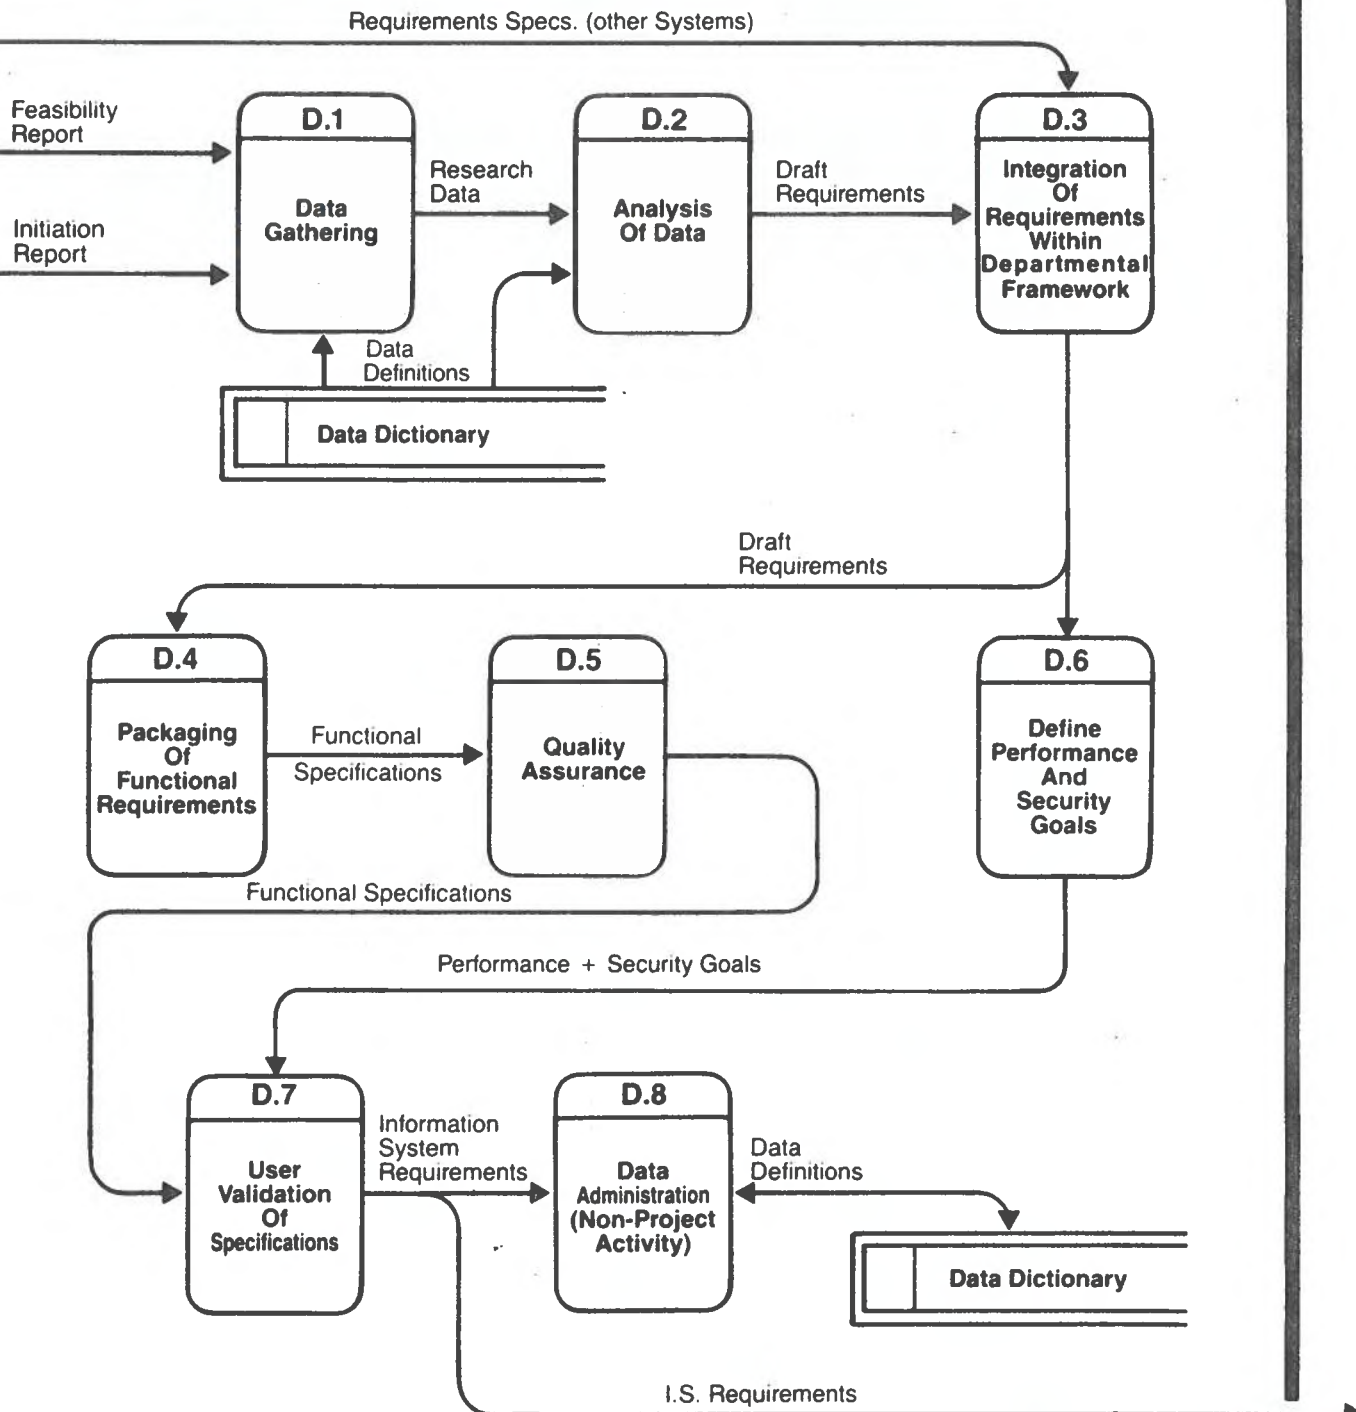 Requirements Specs. (other Systems)
Feasibility
Report
Initiation
Report
D.1
Data
Gathering
Research
Data
D.2
Analysis
Of Data
Draft
Requirements
D.3
Integration
Of
Requirements
Within
Departmental
Framework
Data
Definitions
Data Dictionary
Draft
Requirements
D.4
Packaging
Of
Functional
Requirements
Functional
Specifications
D.5
Quality
Assurance
D.6
Define
Performance
And
Security
Goals
Functional Specifications
Performance + Security Goals
D.7
User
Validation
Of
Specifications
Information
System
Requirements
D.8
Data
Administration
(Non-Project
Activity)
Data
Definitions
Data Dictionary
I.S. Requirements